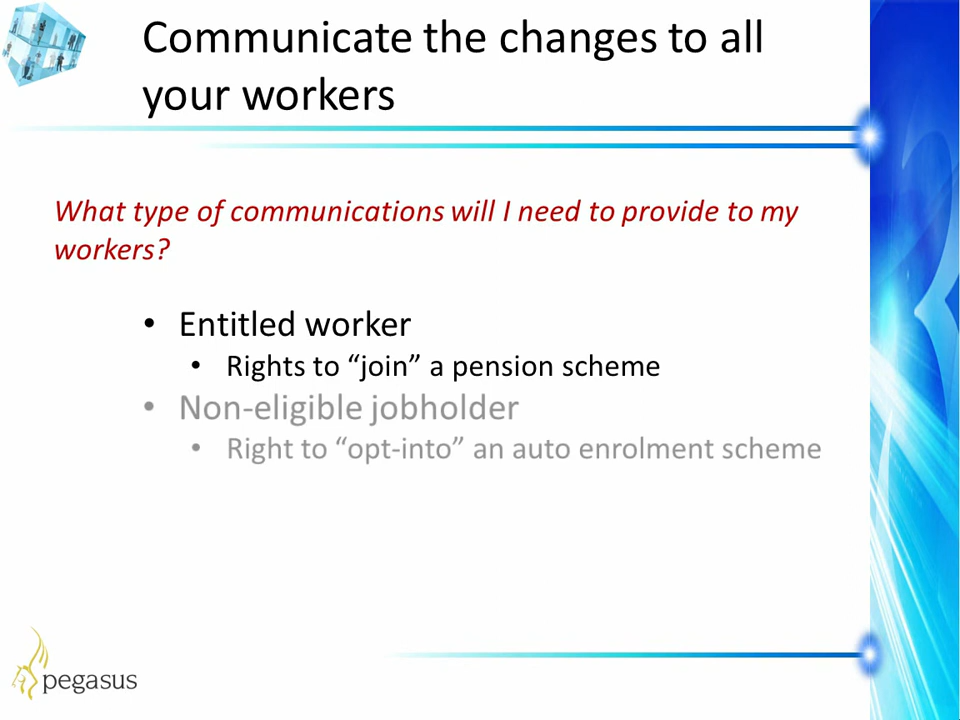 Communicate the changes to all
your workers
What type of communications will I need to provide to my
workers?
• Entitled worker
• Rights to “join” a pension scheme
• Non-eligible jobholder
• Right to “opt-into” an auto enrolment scheme
pegasus